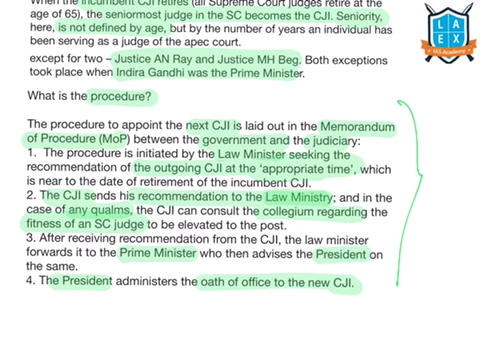 When the incumbent CJI retires (all Supreme Court judges retire at the
age of 65), the seniormost judge in the SC becomes the CJI. Seniority,
here, is not defined by age, but by the number of years an individual has
been serving as a judge of the apec court.
except for two – Justice AN Ray and Justice MH Beg. Both exceptions
took place when Indira Gandhi was the Prime Minister.
What is the procedure?
The procedure to appoint the next CJI is laid out in the Memorandum
of Procedure (MoP) between the government and the judiciary:
1. The procedure is initiated by the Law Minister seeking the
recommendation of the outgoing CJI at the ‘appropriate time’, which
is near to the date of retirement of the incumbent CJI.
2. The CJI sends his recommendation to the Law Ministry; and in the
case of any qualms, the CJI can consult the collegium regarding the
fitness of an SC judge to be elevated to the post.
3. After receiving recommendation from the CJI, the law minister
forwards it to the Prime Minister who then advises the President on
the same.
4. The President administers the oath of office to the new CJI.
L A
E X
IAS Academy